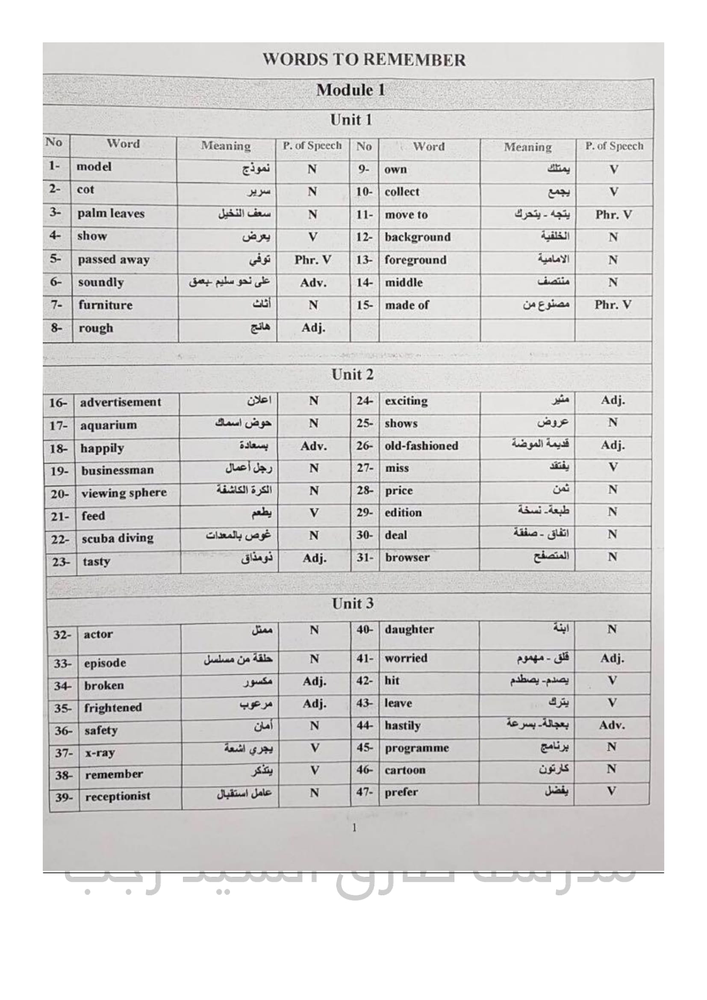 WORDS TO REMEMBER
Module 1
Unit 1
No Word Meaning P. of Speech No Word Meaning P. of Speech
1- model نموذج N 9- own يمتلك V
2- cot سرير N 10- collect يجمع V
3- palm leaves سعف النخيل N 11- move to يتجه - يتحرك Phr. V
4- show يعرض V 12- background الخلفية N
5- passed away توفي Phr. V 13- foreground الامامية N
6- soundly على نحو سليم -بعمق Adv. 14- middle منتصف N
7- furniture أثاث N 15- made of مصنوع من Phr. V
8- rough هائج Adj.
Unit 2
16- advertisement اعلان N 24- exciting مثير Adj.
17- aquarium حوض اسماك N 25- shows عروض N
18- happily بسعادة Adv. 26- old-fashioned قديمة الموضة Adj.
19- businessman رجل أعمال N 27- miss يفتقد V
20- viewing sphere الكرة الكاشفة N 28- price ثمن N
21- feed يطعم V 29- edition طبعة- نسخة N
22- scuba diving غوص بالمعدات N 30- deal اتفاق - صفقة N
23- tasty ذومذاق Adj. 31- browser المتصفح N
Unit 3
32- actor ممثل N 40- daughter ابنة N
33- episode حلقة من مسلسل N 41- worried قلق - مهموم Adj.
34- broken مكسور Adj. 42- hit يصدم- يصطدم V
35- frightened مرعوب Adj. 43- leave يترك V
36- safety أمان N 44- hastily بعجالة- بسرعة Adv.
37- x-ray يجري اشعة V 45- programme برنامج N
38- remember يتذكر V 46- cartoon كارتون N
39- receptionist عامل استقبال N 47- prefer يفضل V
1
مدرسة طارق السيد رجب